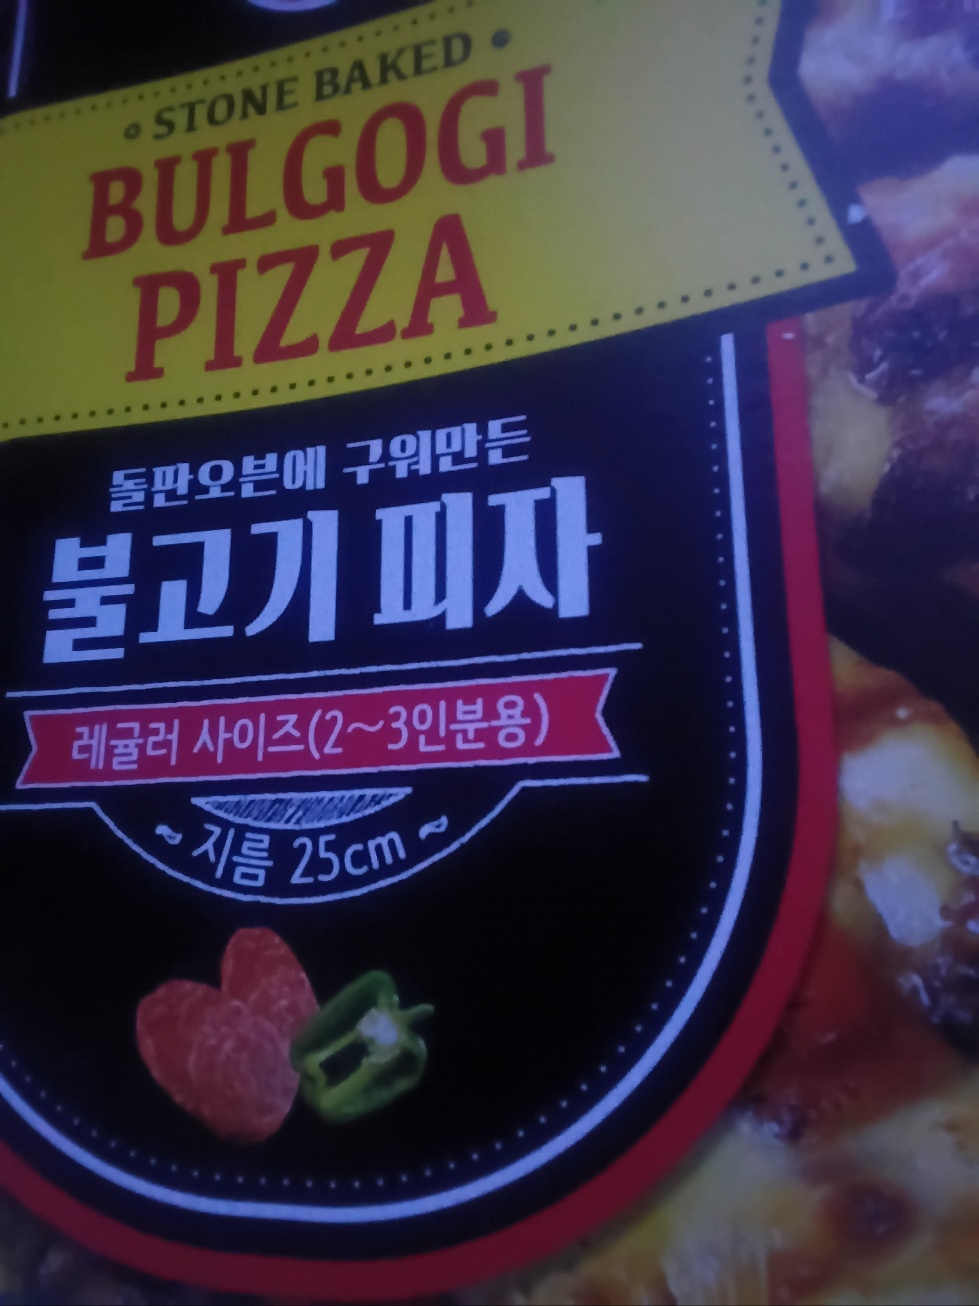 STONE BAKED
BULGOGI
PIZZA
돌판오븐에 구워만든
불고기 피자
레귤러 사이즈(2~3인분용)
~ 지름 25cm ~